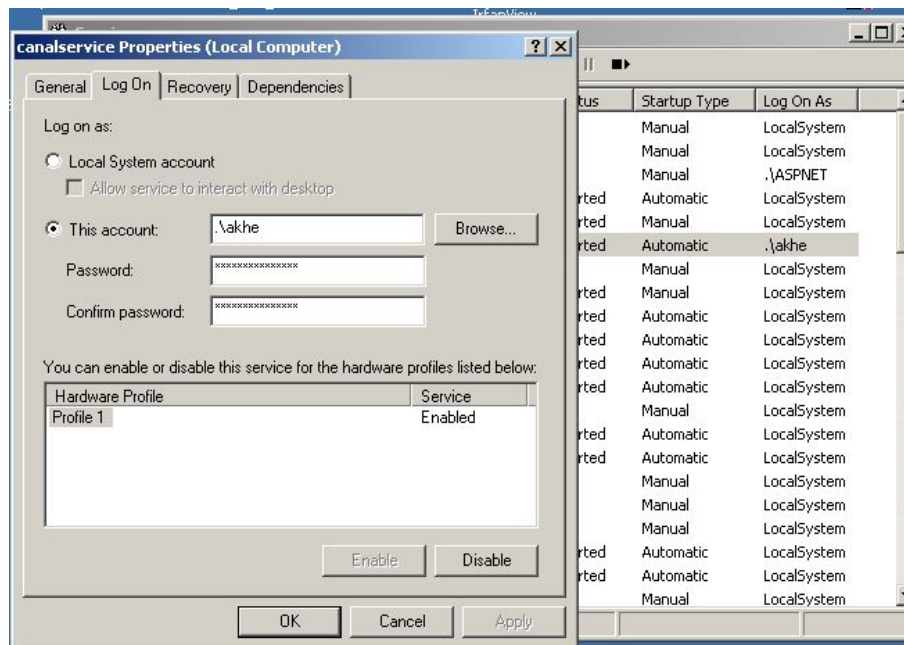 IrfanView
canalservice Properties (Local Computer)
General Log On Recovery Dependencies
Log on as:
Local System account
Allow service to interact with desktop
This account: .\akhe Browse...
Password: ***************
Confirm password: ***************
You can enable or disable this service for the hardware profiles listed below:
Hardware Profile Service
Profile 1 Enabled
Enable Disable
OK Cancel Apply
tus Startup Type Log On As
Manual LocalSystem
Manual LocalSystem
Manual .\ASPNET
rted Automatic LocalSystem
rted Manual LocalSystem
rted Automatic .\akhe
Manual LocalSystem
rted Manual LocalSystem
rted Automatic LocalSystem
rted Automatic LocalSystem
rted Automatic LocalSystem
rted Automatic LocalSystem
Manual LocalSystem
rted Automatic LocalSystem
rted Automatic LocalSystem
Manual LocalSystem
Manual LocalSystem
Manual LocalSystem
rted Automatic LocalSystem
rted Automatic LocalSystem
Manual LocalSystem